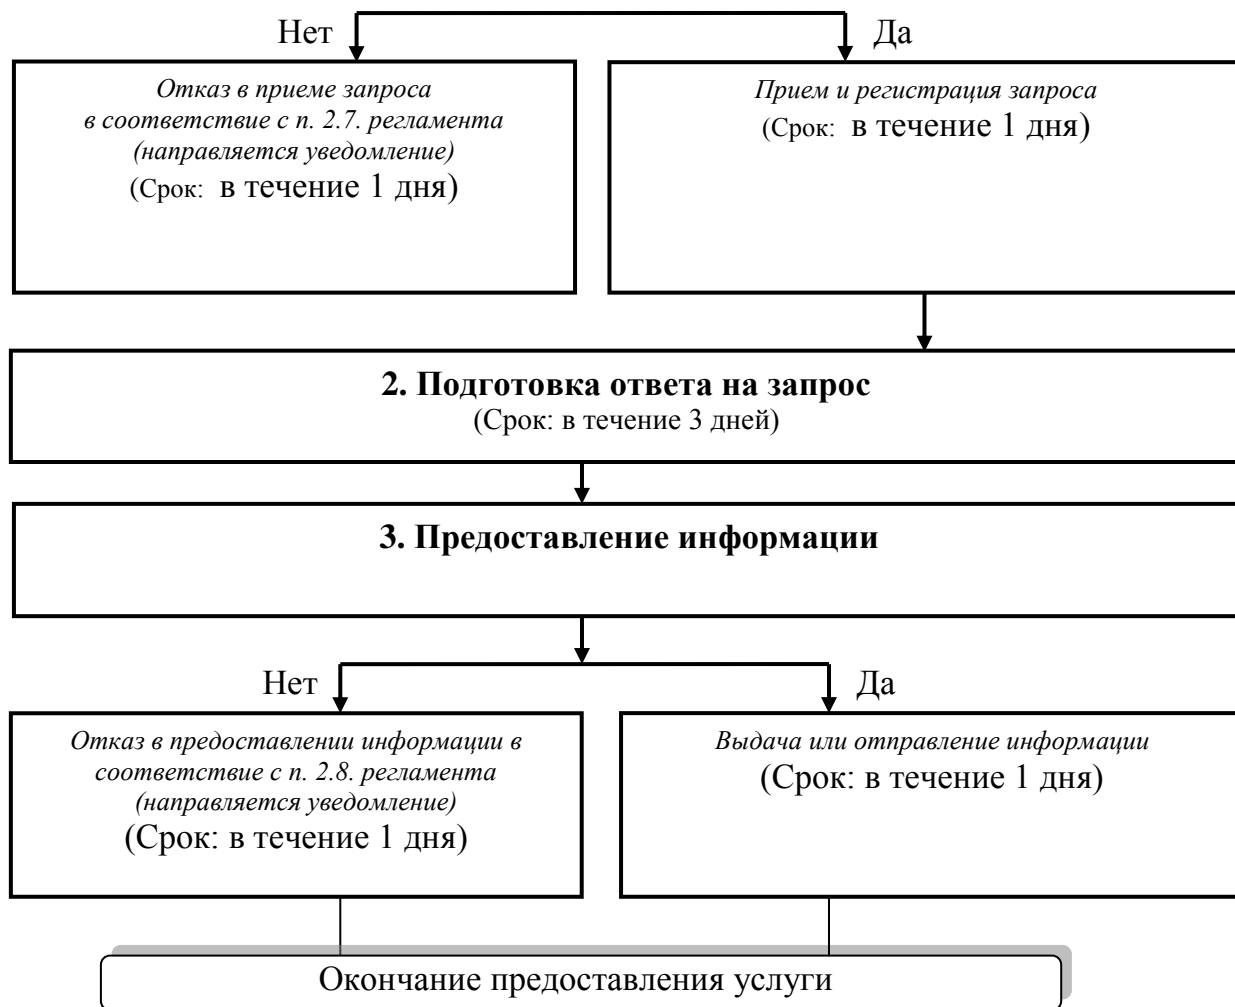 Нет
Да
Отказ в приеме запроса
в соответствие с п. 2.7. регламента
(направляется уведомление)
(Срок: в течение 1 дня)
Прием и регистрация запроса
(Срок: в течение 1 дня)
2. Подготовка ответа на запрос
(Срок: в течение 3 дней)
3. Предоставление информации
Нет
Да
Отказ в предоставлении информации в
соответствие с п. 2.8. регламента
(направляется уведомление)
(Срок: в течение 1 дня)
Выдача или отправление информации
(Срок: в течение 1 дня)
Окончание предоставления услуги